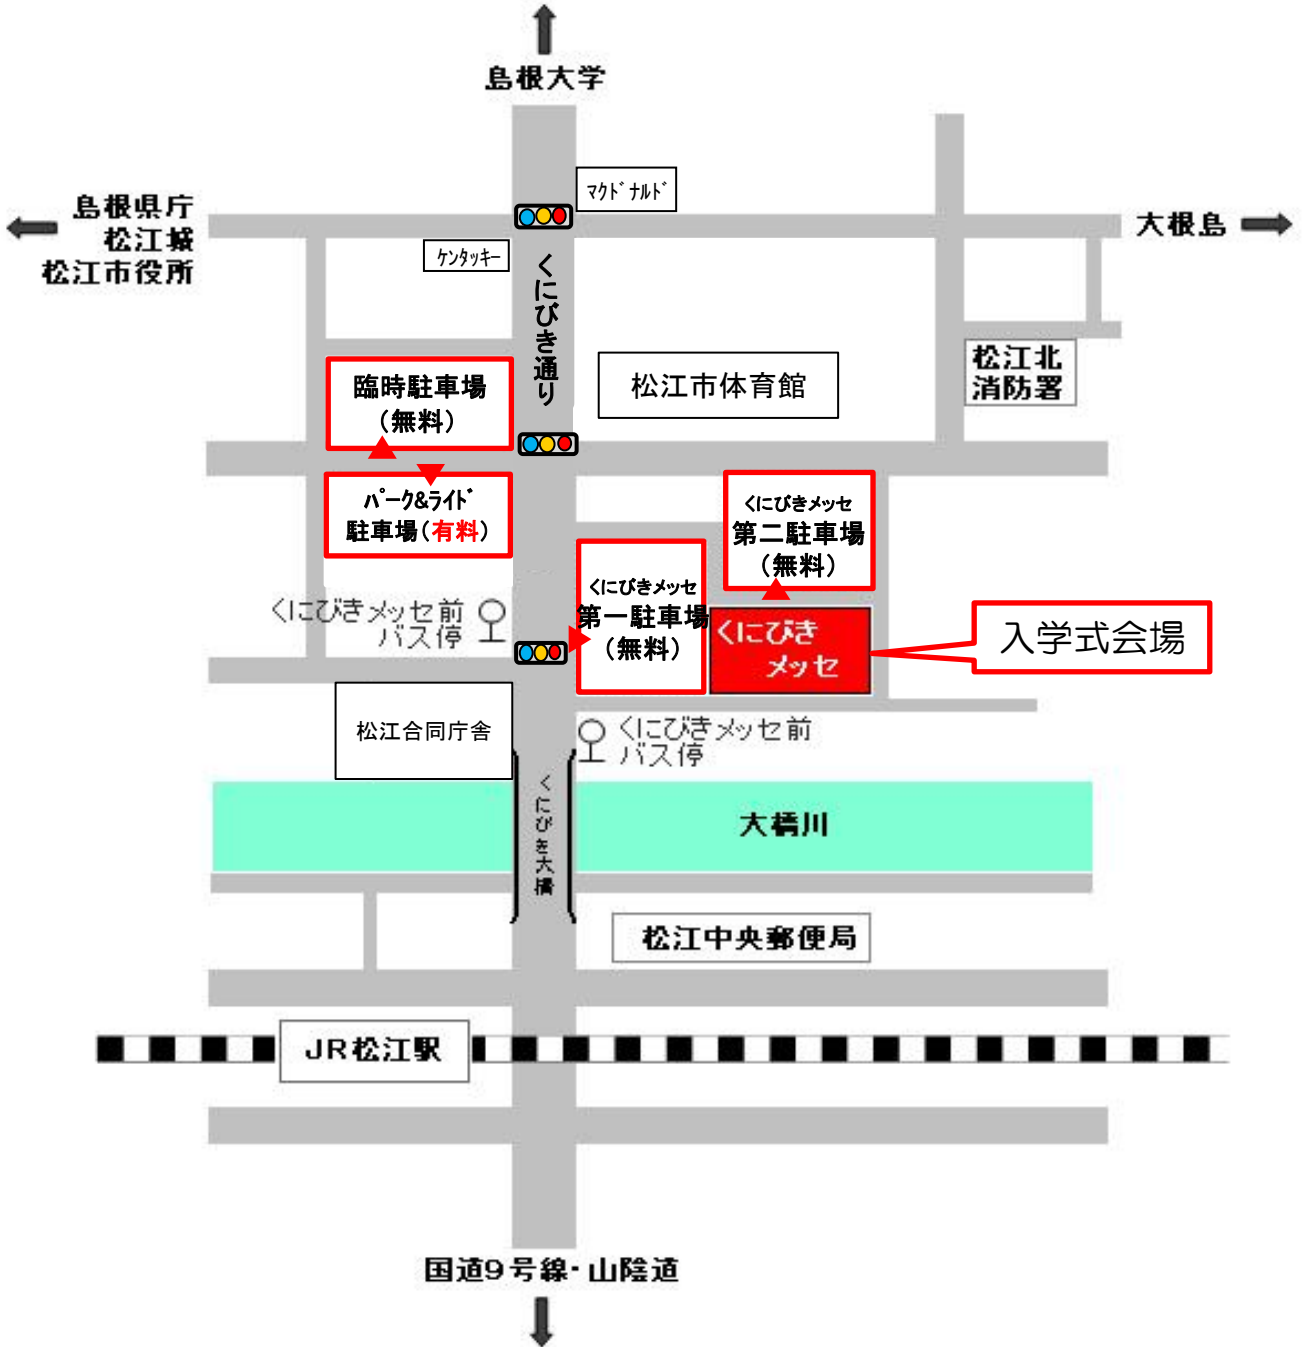 島根大学
マクドナルド
島根県庁
松江城
松江市役所
大根島
ケンタッキー
くにびき通り
松江市体育館
松江北
消防署
臨時駐車場
（無料）
パーク&ライド
駐車場（有料）
くにびきメッセ
第二駐車場
（無料）
くにびきメッセ
第一駐車場
（無料）
くにびきメッセ前
バス停
くにびき
メッセ
入学式会場
松江合同庁舎
くにびきメッセ前
バス停
くにびき大橋
大橋川
松江中央郵便局
JR松江駅
国道9号線・山陰道